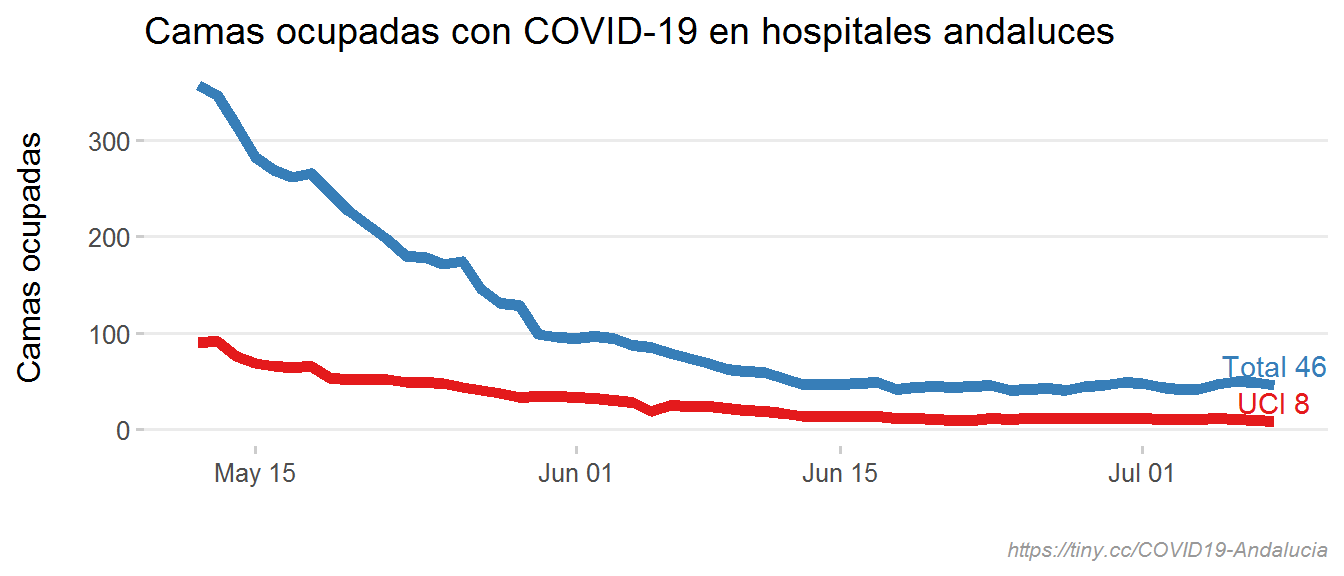 Camas ocupadas con COVID-19 en hospitales andaluces
Camas ocupadas
300
200
100
0
Total 46
UCI 8
May 15
Jun 01
Jun 15
Jul 01
https://tiny.cc/COVID19-Andalucia